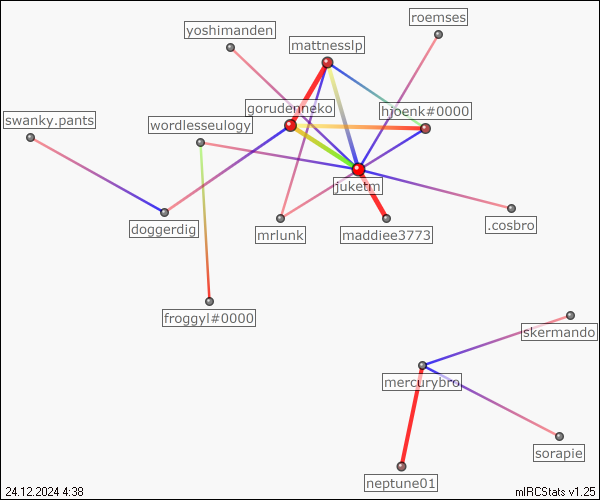 roemses
yoshimanden
mattnesslp
gorudenneko
hjoenk#0000
swanky.pants
wordlesseulogy
juketm
doggerdig
mrlunk
maddiee3773
.cosbro
froggyl#0000
skermando
mercurybro
sorapie
neptune01
24.12.2024 4:38
mIRCStats v1.25